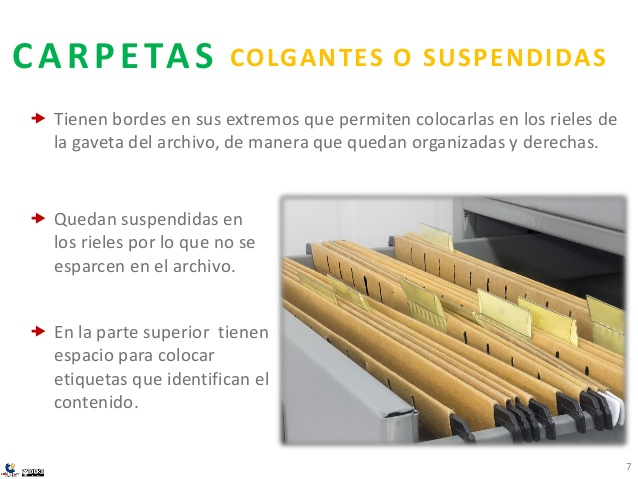 CARPETAS COLGANTES O SUSPENDIDAS
Tienen bordes en sus extremos que permiten colocarlas en los rieles de
la gaveta del archivo, de manera que quedan organizadas y derechas.
Quedan suspendidas en
los rieles por lo que no se
esparcen en el archivo.
En la parte superior tienen
espacio para colocar
etiquetas que identifican el
contenido.
7